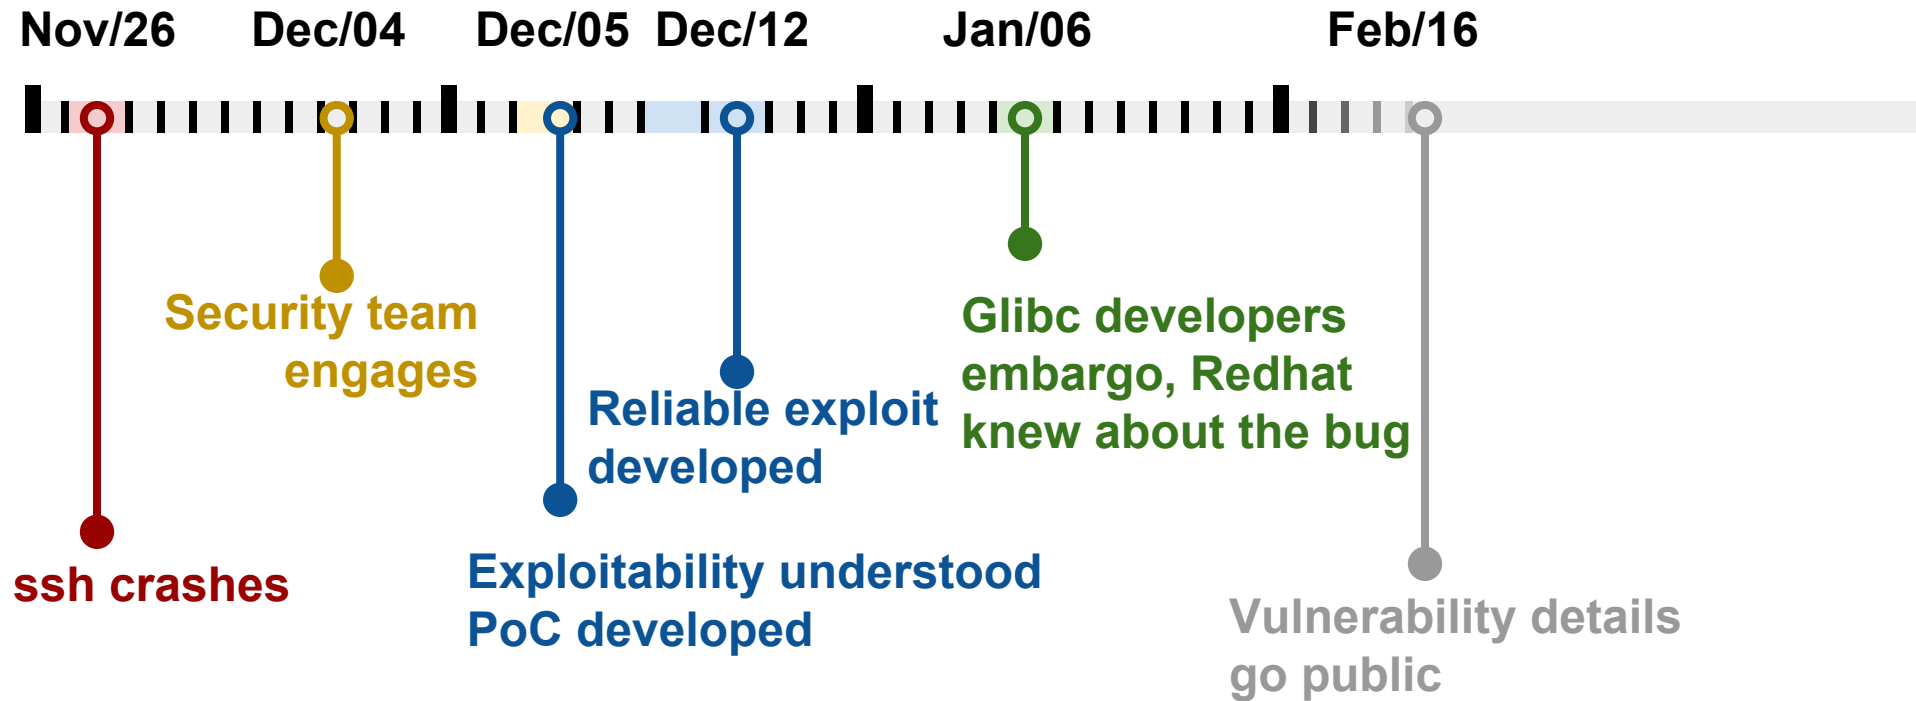 Nov/26 Dec/04 Dec/05 Dec/12 Jan/06 Feb/16
ssh crashes
Security team
engages
Exploitability understood
PoC developed
Reliable exploit
developed
Glibc developers
embargo, Redhat
knew about the bug
Vulnerability details
go public